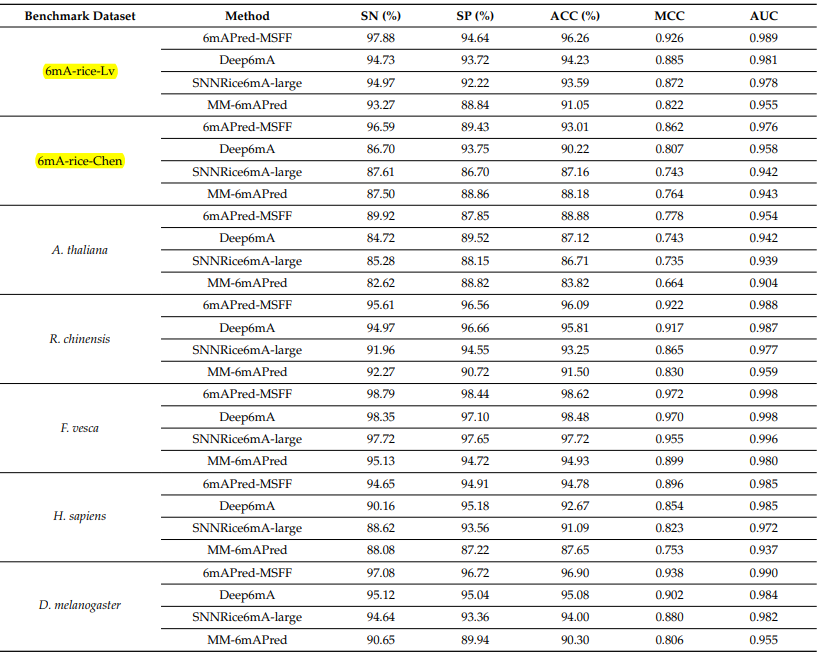 Benchmark Dataset Method SN (%) SP (%) ACC (%) MCC AUC
6mAPred-MSFF 97.88 94.64 96.26 0.926 0.989
Deep6mA 94.73 93.72 94.23 0.885 0.981
6mA-rice-Lv
SNNRice6mA-large 94.97 92.22 93.59 0.872 0.978
MM-6mAPred 93.27 88.84 91.05 0.822 0.955
6mAPred-MSFF 96.59 89.43 93.01 0.862 0.976
Deep6mA 86.70 93.75 90.22 0.807 0.958
6mA-rice-Chen
SNNRice6mA-large 87.61 86.70 87.16 0.743 0.942
MM-6mAPred 87.50 88.86 88.18 0.764 0.943
6mAPred-MSFF 89.92 87.85 88.88 0.778 0.954
Deep6mA 84.72 89.52 87.12 0.743 0.942
A. thaliana
SNNRice6mA-large 85.28 88.15 86.71 0.735 0.939
MM-6mAPred 82.62 88.82 83.82 0.664 0.904
6mAPred-MSFF 95.61 96.56 96.09 0.922 0.988
Deep6mA 94.97 96.66 95.81 0.917 0.987
R. chinensis
SNNRice6mA-large 91.96 94.55 93.25 0.865 0.977
MM-6mAPred 92.27 90.72 91.50 0.830 0.959
6mAPred-MSFF 98.79 98.44 98.62 0.972 0.998
Deep6mA 98.35 97.10 98.48 0.970 0.998
F. vesca
SNNRice6mA-large 97.72 97.65 97.72 0.955 0.996
MM-6mAPred 95.13 94.72 94.93 0.899 0.980
6mAPred-MSFF 94.65 94.91 94.78 0.896 0.985
Deep6mA 90.16 95.18 92.67 0.854 0.985
H. sapiens
SNNRice6mA-large 88.62 93.56 91.09 0.823 0.972
MM-6mAPred 88.08 87.22 87.65 0.753 0.937
6mAPred-MSFF 97.08 96.72 96.90 0.938 0.990
Deep6mA 95.12 95.04 95.08 0.902 0.984
D. melanogaster
SNNRice6mA-large 94.64 93.36 94.00 0.880 0.982
MM-6mAPred 90.65 89.94 90.30 0.806 0.955